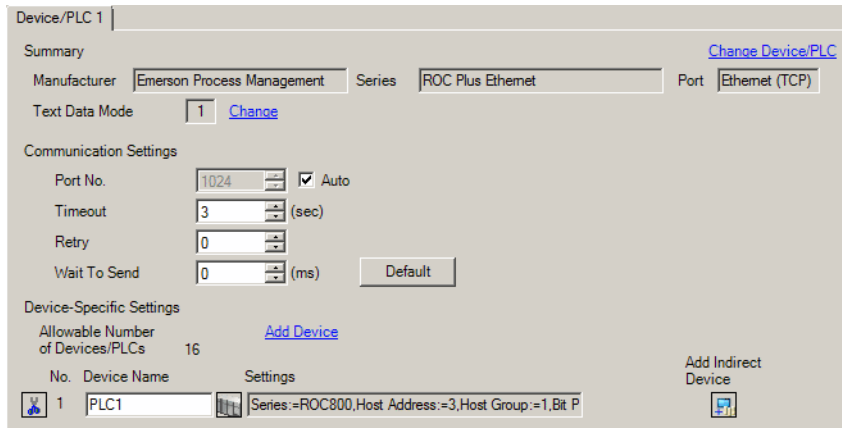 Device/PLC 1
Summary Change Device/PLC
Manufacturer Emerson Process Management Series ROC Plus Ethernet Port Ethernet (TCP)
Text Data Mode 1 Change
Communication Settings
Port No. 1024 Auto
Timeout 3 (sec)
Retry 0
Wait To Send 0 (ms) Default
Device-Specific Settings
Allowable Number Add Device
of Devices/PLCs 16
Add Indirect
No. Device Name Settings Device
1 PLC1 Series:=ROC800,Host Address:=3,Host Group:=1,Bit P